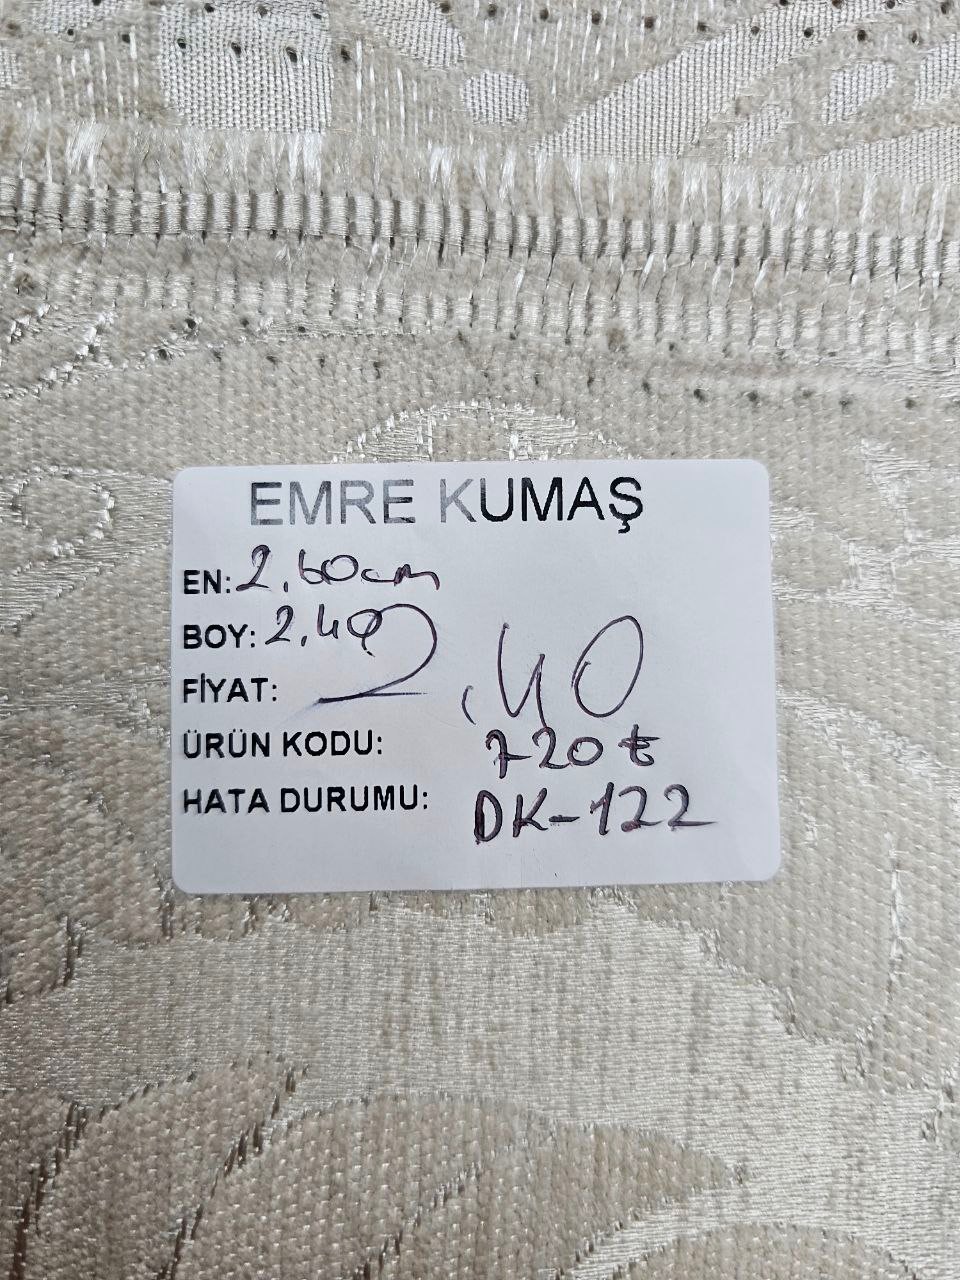 EMRE KUMAŞ
EN: 2.60cm
BOY: 2.40
FİYAT: 2.40
ÜRÜN KODU: 720 ₺
HATA DURUMU: DK-122